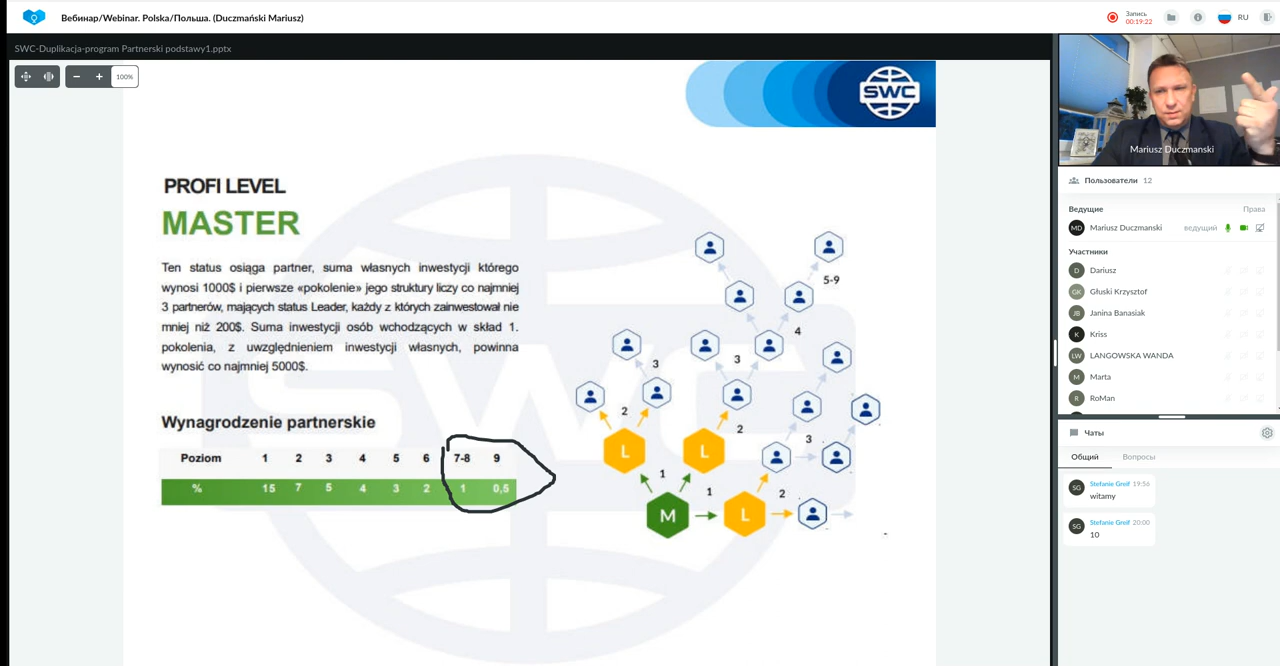 Вебинар/Webinar. Polska/Польша. (Duczmański Mariusz)
Запись
00:19:22
RU
SWC-Duplikacja-program Partnerski podstawy1.pptx
100%
SWC
PROFI LEVEL
MASTER
Ten status osiąga partner, suma własnych inwestycji którego
wynosi 1000$ i pierwsze «pokolenie» jego struktury liczy co najmniej
3 partnerów, mających status Leader, każdy z których zainwestował nie
mniej niż 200$. Suma inwestycji osób wchodzących w skład 1.
pokolenia, z uwzględnieniem inwestycji własnych, powinna
wynosić co najmniej 5000$.
Wynagrodzenie partnerskie
Poziom 1 2 3 4 5 6 7-8 9
% 15 7 5 4 3 2 1 0,5
5-9
4
3
3
2
2
L
L
3
1
1
2
M
L
Mariusz Duczmanski
Пользователи 12
Ведущие Права
MD Mariusz Duczmanski ведущий
Участники
D Dariusz
GK Głuski Krzysztof
JB Janina Banasiak
K Kriss
LW LANGOWSKA WANDA
M Marta
R RoMan
Чаты
Общий Вопросы
SG Stefanie Greif 19:56
witamy
SG Stefanie Greif 20:00
10